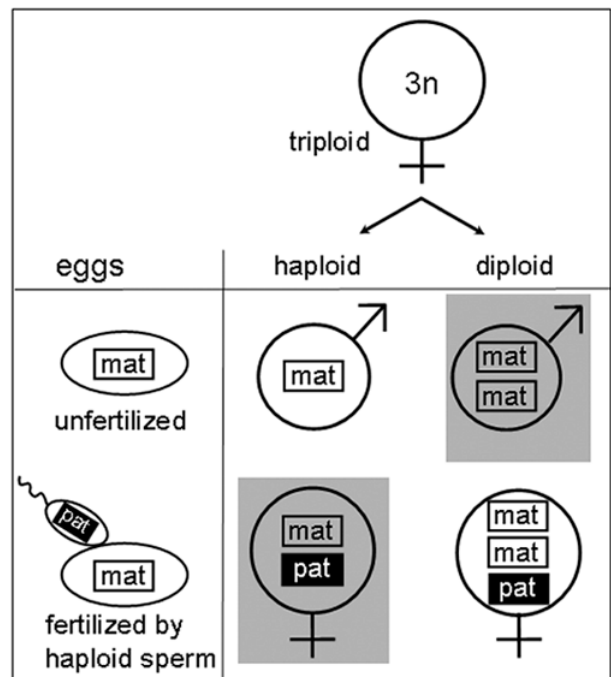 3n
triploid
eggs haploid diploid
mat mat mat
mat
unfertilized
pat mat mat
mat pat mat
pat
fertilized by
haploid sperm